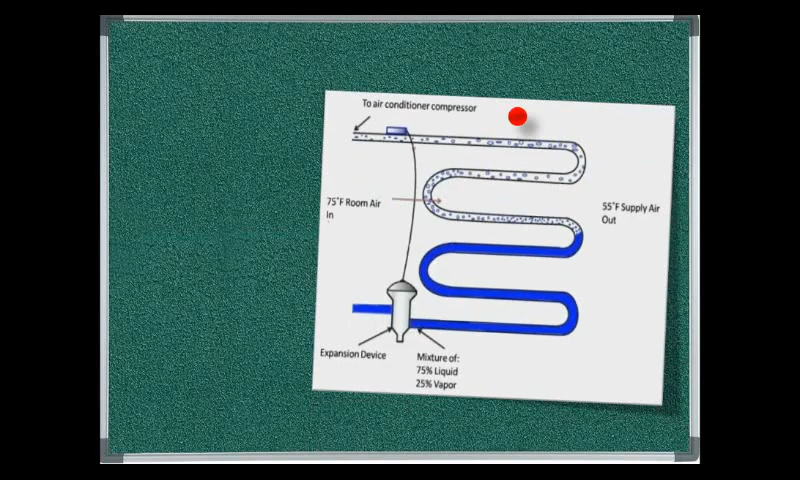 To air conditioner compressor
75˚F Room Air
In
55˚F Supply Air
Out
Expansion Device
Mixture of:
75% Liquid
25% Vapor